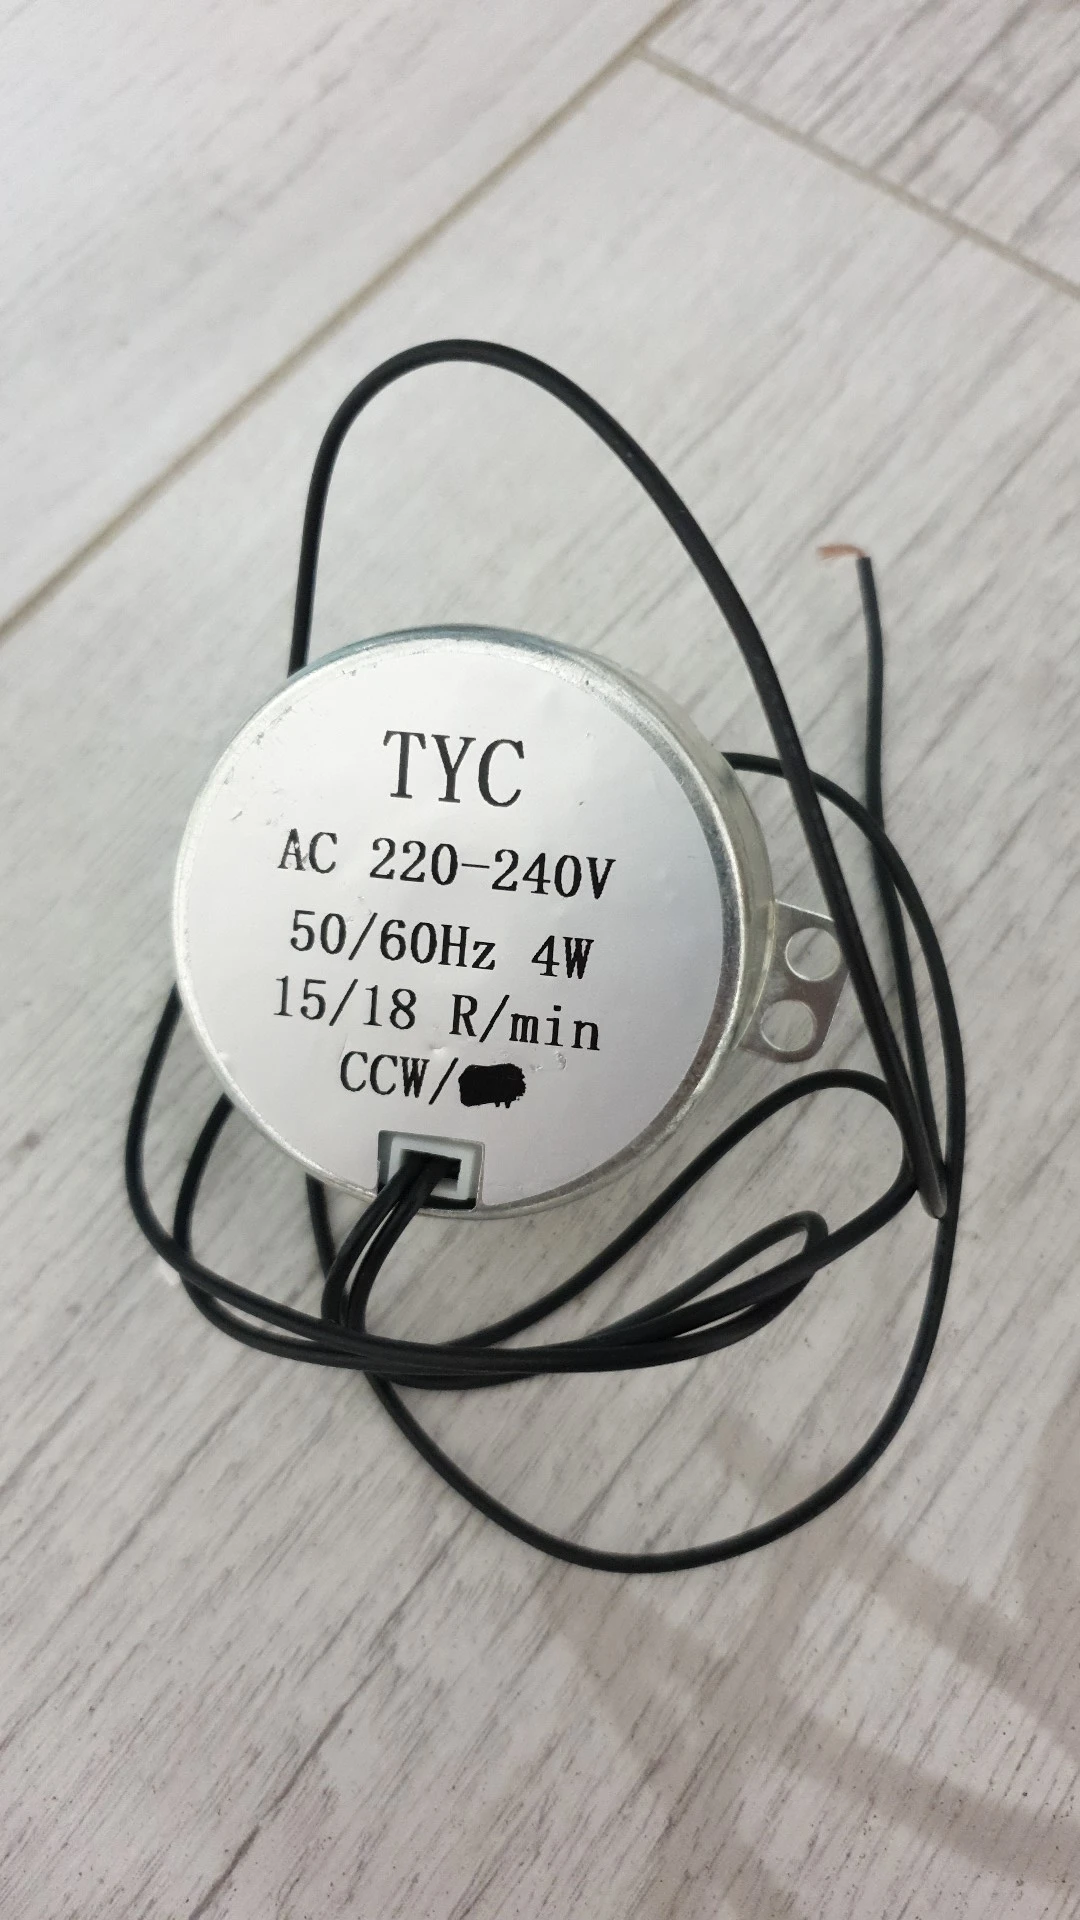 TYC
AC 220-240V
50/60Hz 4W
15/18 R/min
CCW/